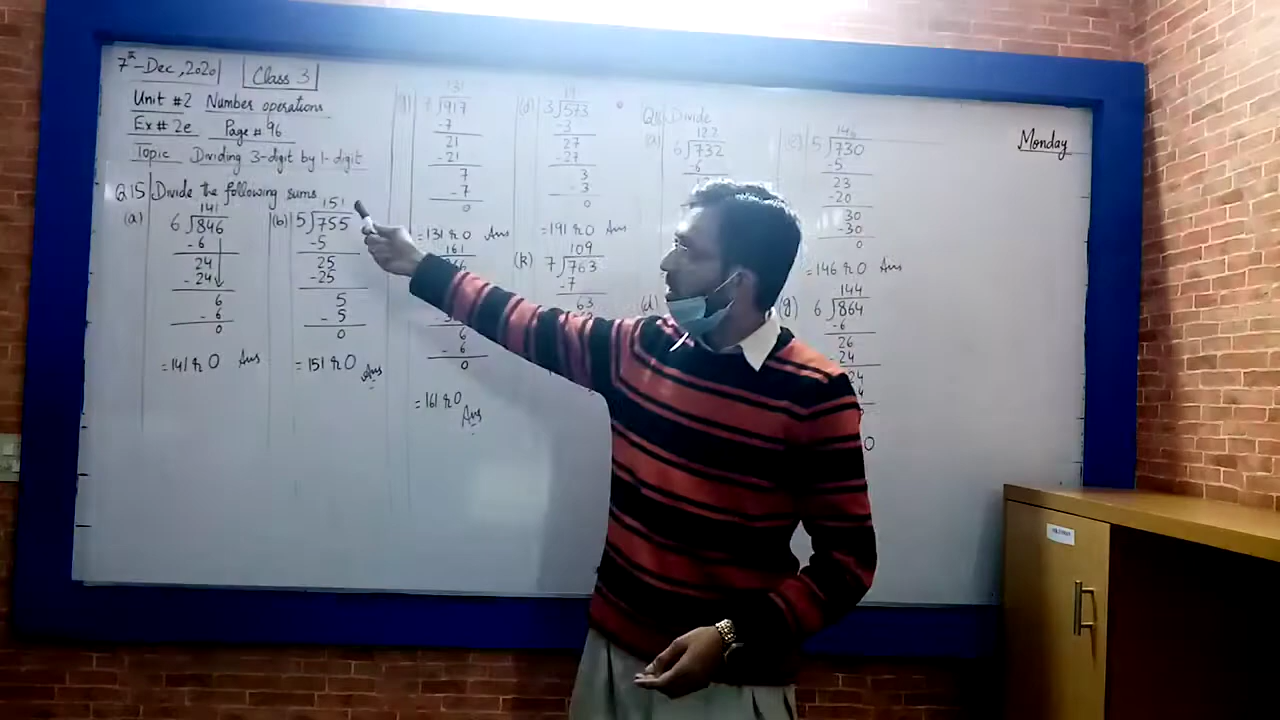 7th-Dec, 2020
Class 3
Unit #2 Number operations
Ex# 2e Page# 96
Topic Dividing 3-digit by 1-digit
Q15 Divide the following sums
(a)
141
6 846
-6
24
-24
6
-6
0
=141 r 0 Ans
(b)
151
5 755
-5
25
-25
5
-5
0
=151 r 0 Ans
131
7 917
-7
21
-21
7
-7
0
=131 r 0 Ans
161
6
-6
0
=161 r 0 Ans
(d)
191
3 573
-3
27
-27
3
-3
0
=191 r 0 Ans
(k)
109
7 763
-7
63
Divide
(a)
122
6 732
-6
(d)
146
5 730
-5
23
-20
30
-30
0
=146 r 0 Ans
(g)
144
6 864
-6
26
-24
24
0
Monday